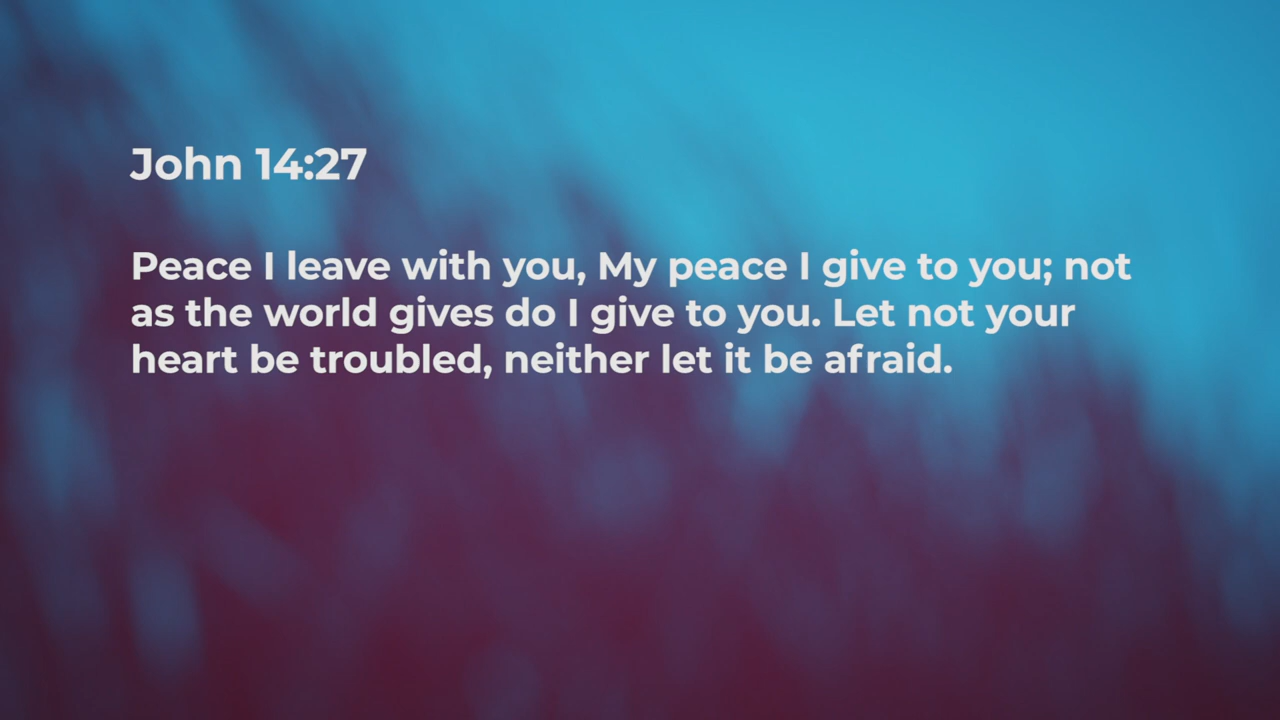 John 14:27
Peace I leave with you, My peace I give to you; not
as the world gives do I give to you. Let not your
heart be troubled, neither let it be afraid.